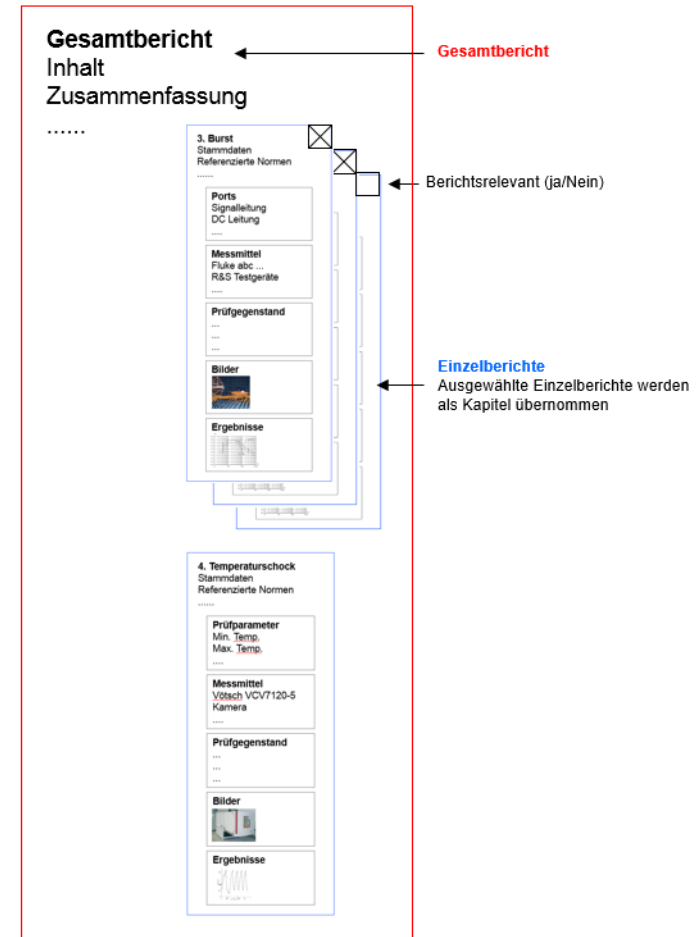 Gesamtbericht
Inhalt
Zusammenfassung
......
Gesamtbericht
3. Burst
Stammdaten
Referenzierte Normen
......
Berichtsrelevant (ja/Nein)
Ports
Signalleitung
DC Leitung
....
Messmittel
Fluke abc ...
R&S Testgeräte
....
Prüfgegenstand
...
...
...
Bilder
Ergebnisse
Einzelberichte
Ausgewählte Einzelberichte werden
als Kapitel übernommen
4. Temperaturschock
Stammdaten
Referenzierte Normen
......
Prüfparameter
Min. Temp.
Max. Temp.
....
Messmittel
Vötsch VCV7120-5
Kamera
....
Prüfgegenstand
...
...
...
Bilder
Ergebnisse